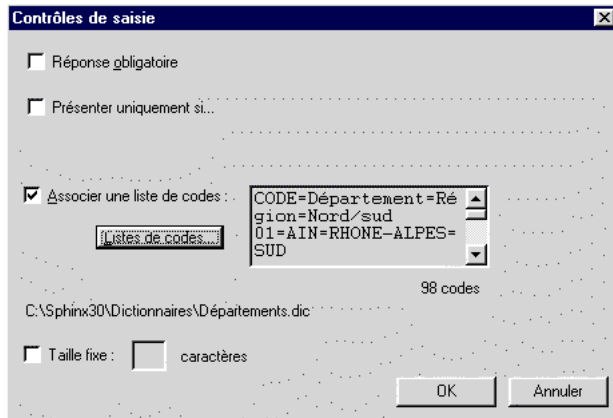 Contrôles de saisie
Réponse obligatoire
Présenter uniquement si...
Associer une liste de codes :
CODE=Département=Ré
gion=Nord/sud
01=AIN=RHONE-ALPES=
SUD
Listes de codes...
98 codes
C:\Sphinx30\Dictionnaires\Départements.dic
Taille fixe : caractères
OK Annuler